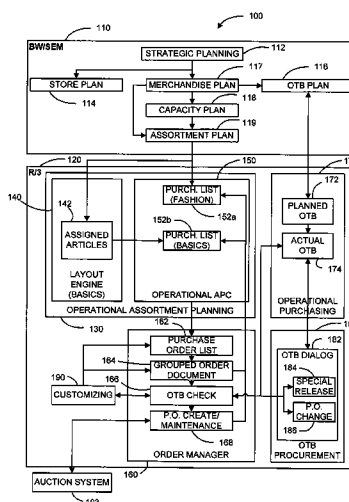 100
110
BW/SEM
STRATEGIC PLANNING
112
STORE PLAN
MERCHANDISE PLAN
117
OTB PLAN
116
114
CAPACITY PLAN
118
ASSORTMENT PLAN
119
R/3
120
140
142
ASSIGNED ARTICLES
LAYOUT ENGINE (BASICS)
150
PURCH. LIST (FASHION)
152a
152b
PURCH. LIST (BASICS)
OPERATIONAL APC
OPERATIONAL ASSORTMENT PLANNING
130
172
PLANNED OTB
ACTUAL OTB
174
OPERATIONAL PURCHASING
162
PURCHASE ORDER LIST
164
GROUPED ORDER DOCUMENT
190
166
CUSTOMIZING
OTB CHECK
P.O. CREATE/ MAINTENANCE
168
ORDER MANAGER
160
OTB DIALOG
182
184
SPECIAL RELEASE
P.O. CHANGE
186
OTB PROCUREMENT
AUCTION SYSTEM